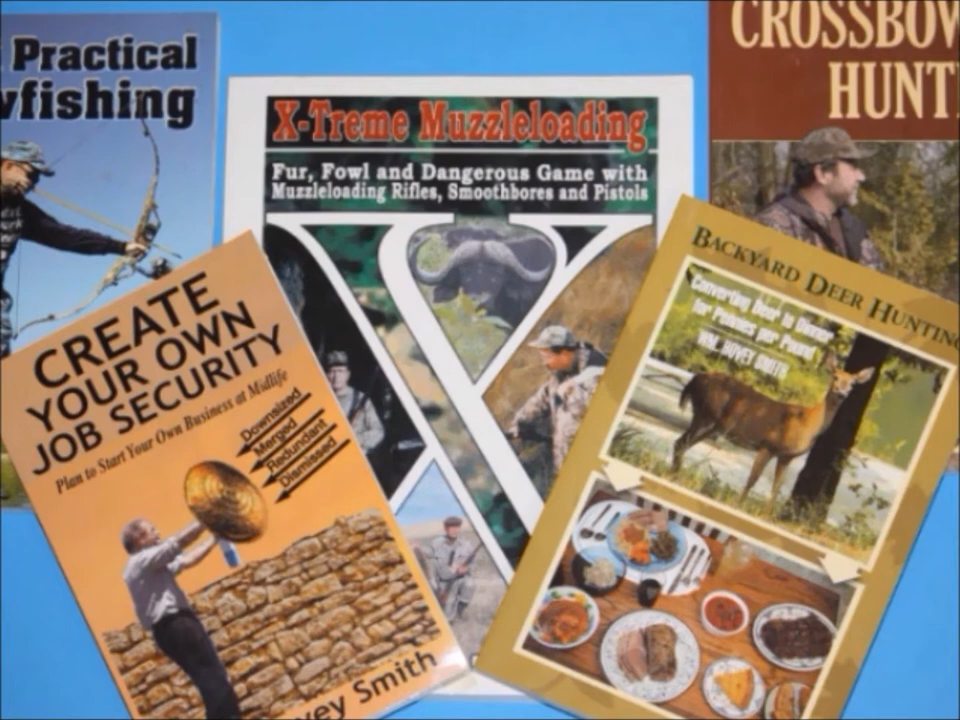 Practical
wfishing
X-Treme Muzzleloading
Fur, Fowl and Dangerous Game with
Muzzleloading Rifles, Smoothbores and Pistols
CROSSBOW
HUNT
BACKYARD DEER HUNTING
Converting Deer to Dinner
for Pennies per Pound
WM. HOVEY SMITH
CREATE
YOUR OWN
JOB SECURITY
Plan to Start Your Own Business at Midlife
Downsized
Merged
Redundant
Dismissed
vey Smith